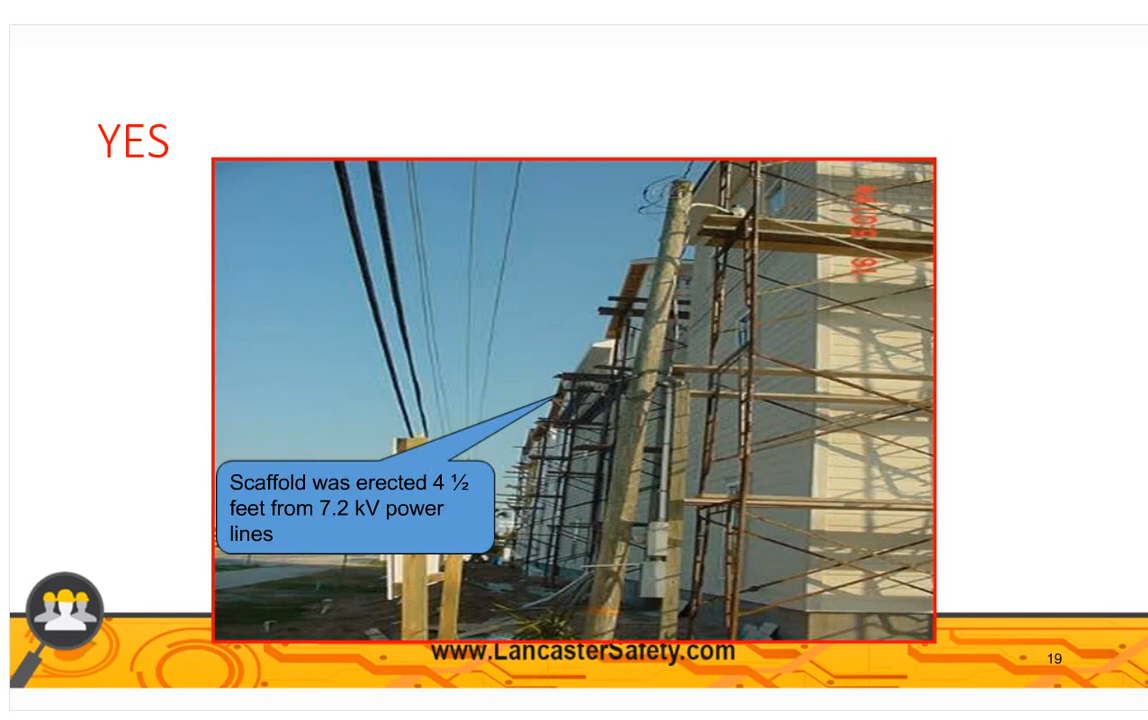 YES
Scaffold was erected 4 ½
feet from 7.2 kV power
lines
www.LancasterSafety.com
19